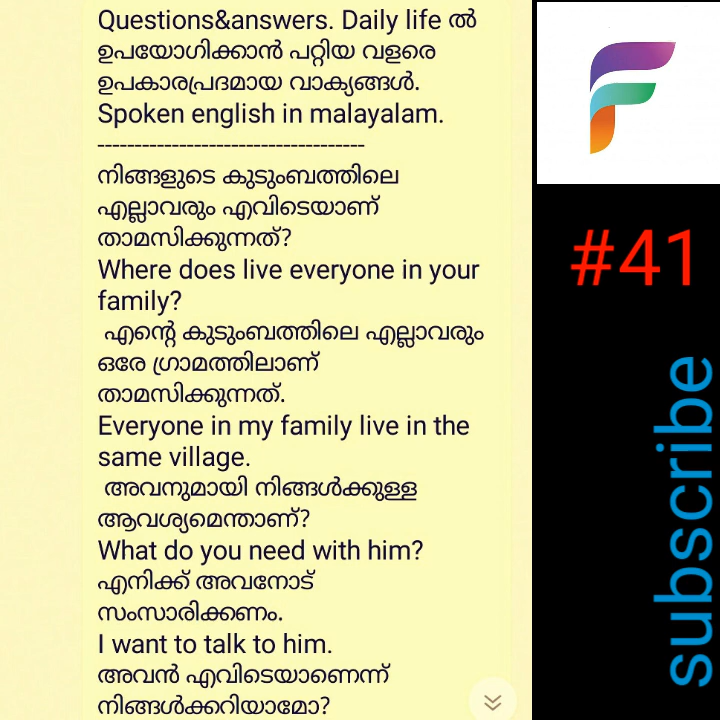 Questions&answers. Daily life ൽ
ഉപയോഗിക്കാൻ പറ്റിയ വളരെ
ഉപകാരപ്രദമായ വാക്യങ്ങൾ.
Spoken english in malayalam.
------------------------------------
നിങ്ങളുടെ കുടുംബത്തിലെ
എല്ലാവരും എവിടെയാണ്
താമസിക്കുന്നത്?
Where does live everyone in your
family?
എന്റെ കുടുംബത്തിലെ എല്ലാവരും
ഒരേ ഗ്രാമത്തിലാണ്
താമസിക്കുന്നത്.
Everyone in my family live in the
same village.
അവനുമായി നിങ്ങൾക്കുള്ള
ആവശ്യമെന്താണ്?
What do you need with him?
എനിക്ക് അവനോട്
സംസാരിക്കണം.
I want to talk to him.
അവൻ എവിടെയാണെന്ന്
നിങ്ങൾക്കറിയാമോ?
#41
subscribe